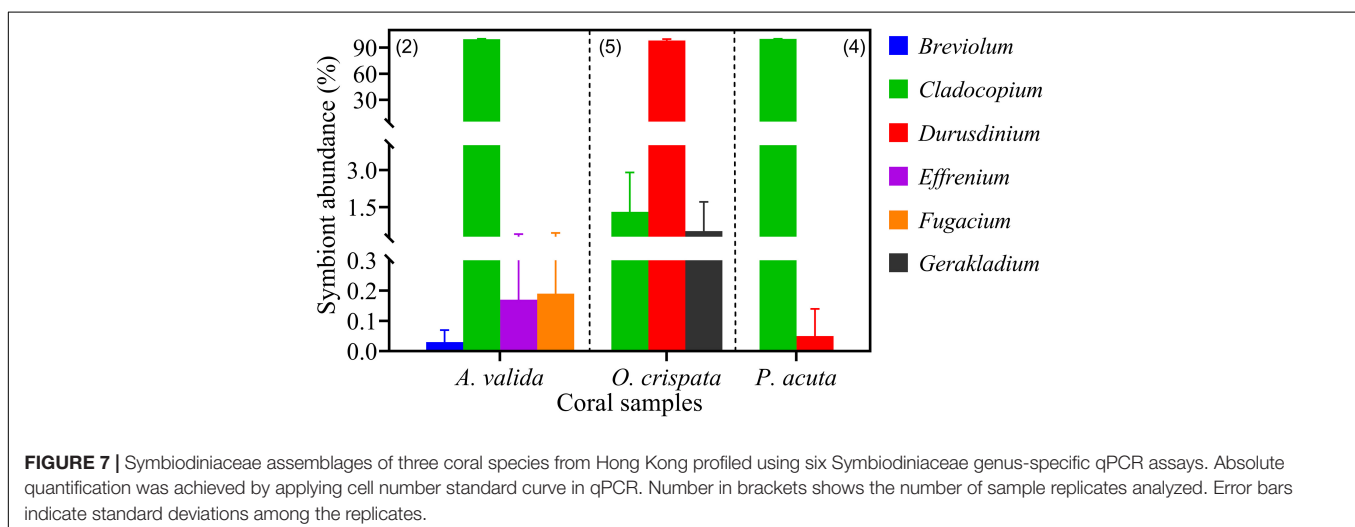 (2) (5) (4)
Symbiont abundance (%)
90
60
30
3.0
1.5
0.3
0.2
0.1
0.0
A. valida O. crispata P. acuta
Coral samples
Breviolum
Cladocopium
Durusdinium
Effrenium
Fugacium
Gerakladium
FIGURE 7 | Symbiodiniaceae assemblages of three coral species from Hong Kong profiled using six Symbiodiniaceae genus-specific qPCR assays. Absolute
quantification was achieved by applying cell number standard curve in qPCR. Number in brackets shows the number of sample replicates analyzed. Error bars
indicate standard deviations among the replicates.